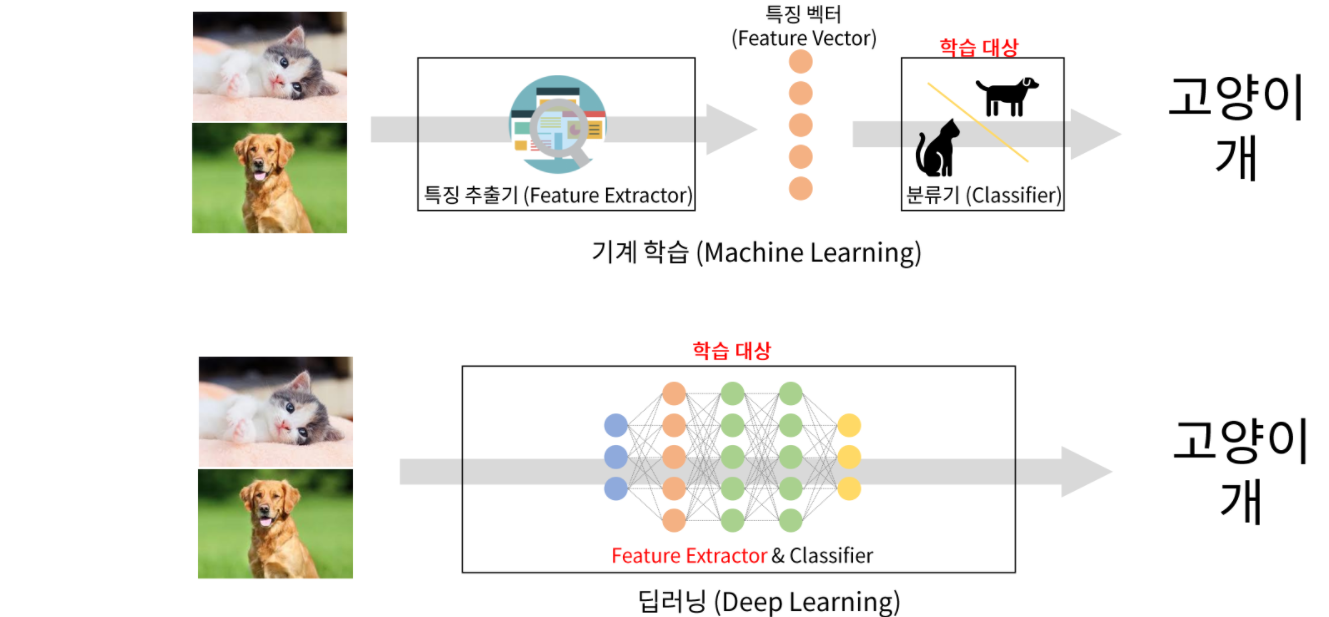 특징 벡터
(Feature Vector)
학습 대상
특징 추출기 (Feature Extractor)
분류기 (Classifier)
고양이
개
기계 학습 (Machine Learning)
학습 대상
Feature Extractor & Classifier
고양이
개
딥러닝 (Deep Learning)